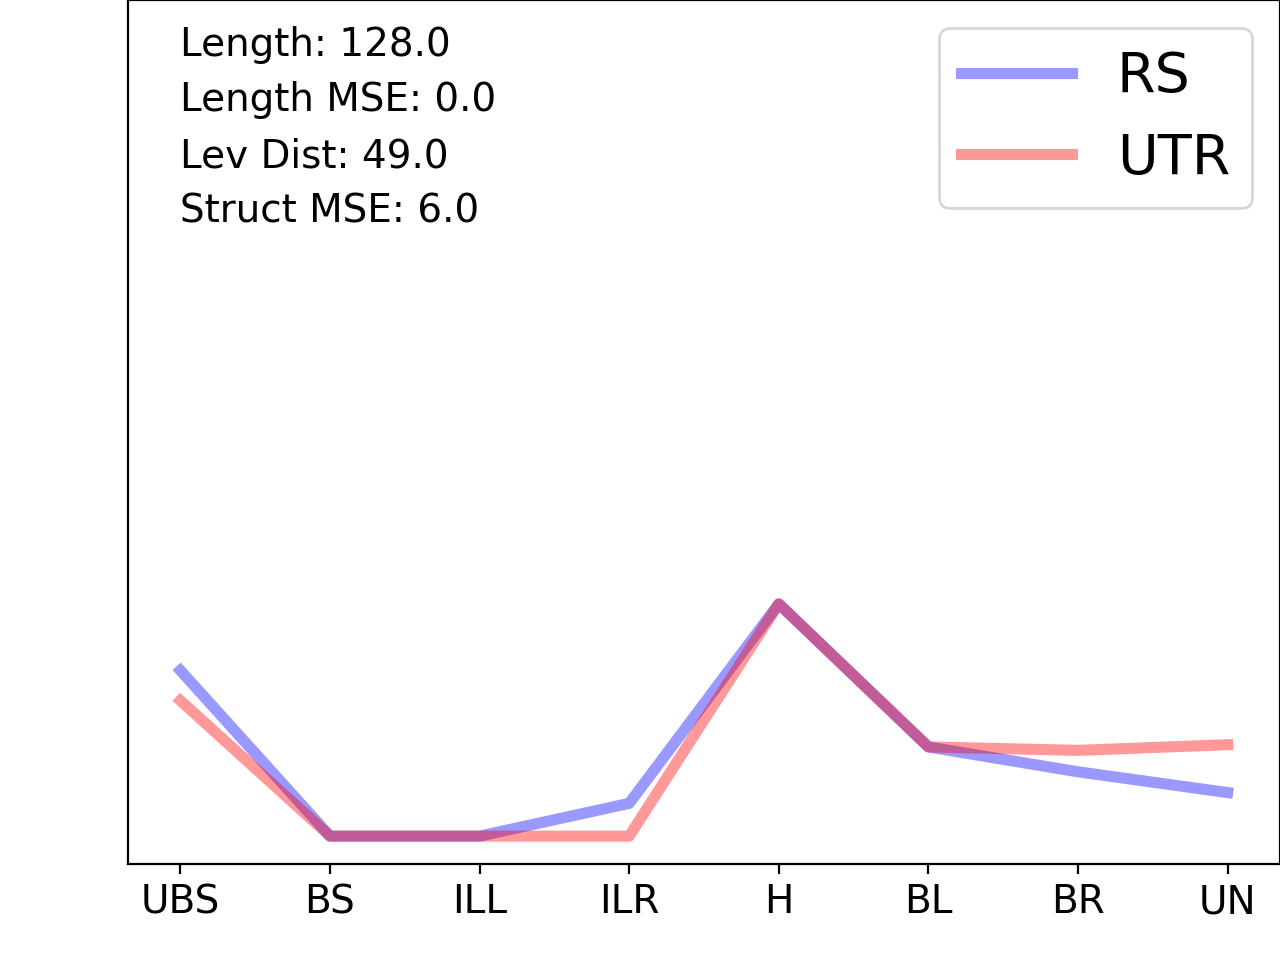 Length: 128.0
Length MSE: 0.0
Lev Dist: 49.0
Struct MSE: 6.0
RS
UTR
UBS BS ILL ILR H BL BR UN